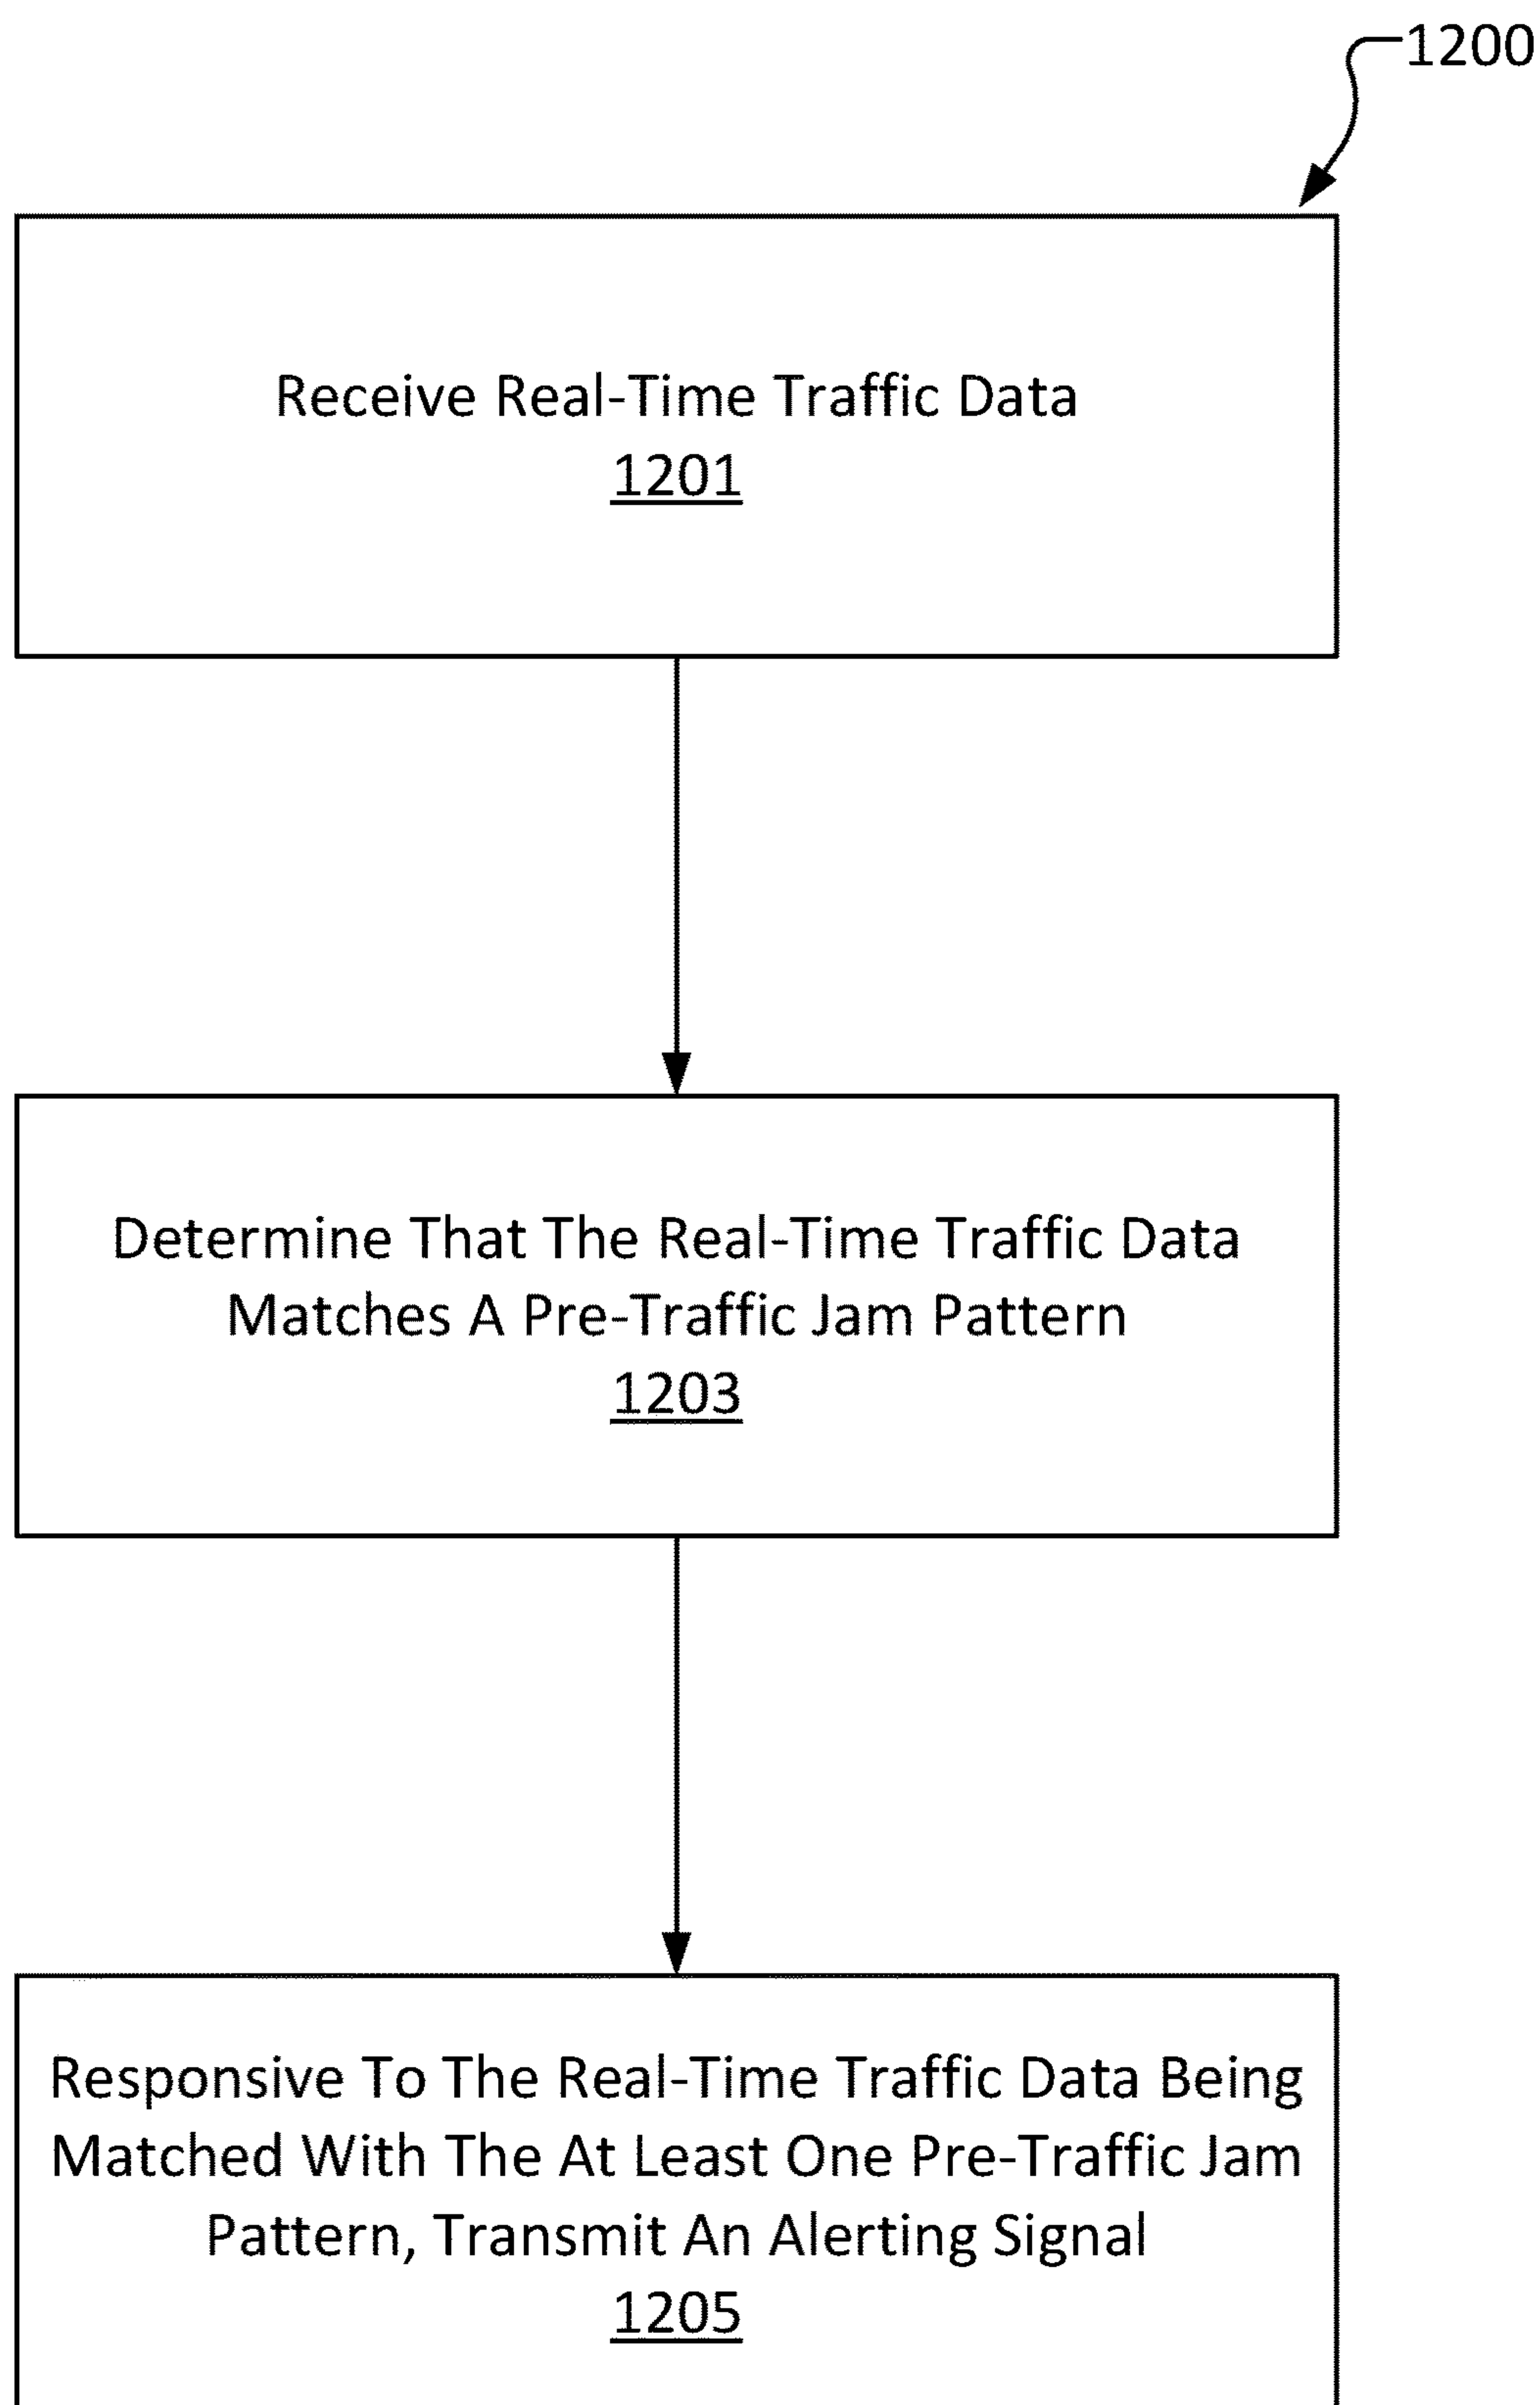 1200
Receive Real-Time Traffic Data
1201
Determine That The Real-Time Traffic Data
Matches A Pre-Traffic Jam Pattern
1203
Responsive To The Real-Time Traffic Data Being
Matched With The At Least One Pre-Traffic Jam
Pattern, Transmit An Alerting Signal
1205